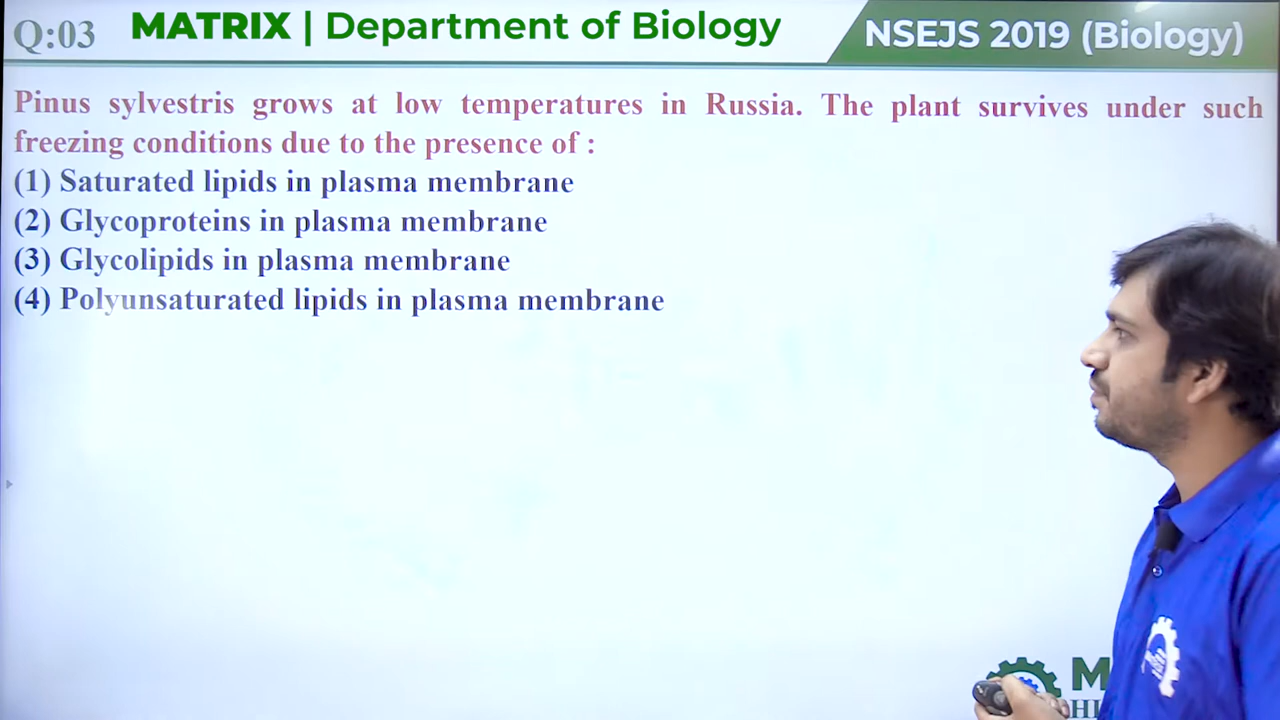 Q:03 MATRIX | Department of Biology NSEJS 2019 (Biology)
Pinus sylvestris grows at low temperatures in Russia. The plant survives under such
freezing conditions due to the presence of :
(1) Saturated lipids in plasma membrane
(2) Glycoproteins in plasma membrane
(3) Glycolipids in plasma membrane
(4) Polyunsaturated lipids in plasma membrane